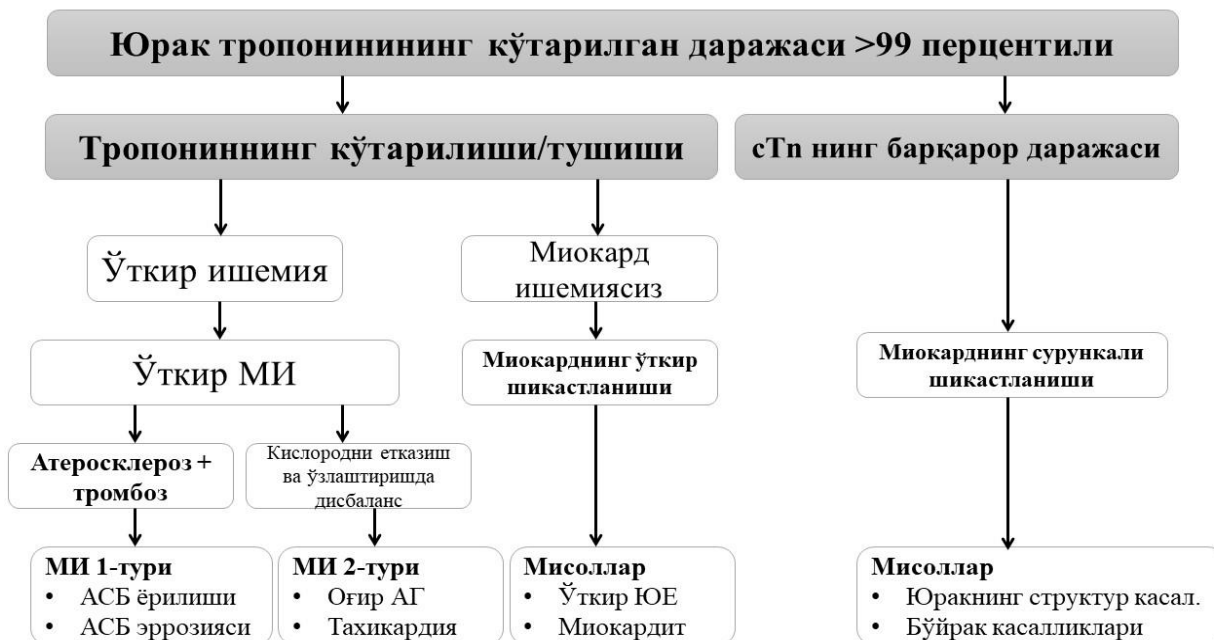 Юрак тропонинининг кўтарилган даражаси >99 перцентили
Тропониннинг кўтарилиши/тушиши
сТn нинг барқарор даражаси
Ўткир ишемия
Миокард
ишемиясиз
Ўткир МИ
Миокарднинг ўткир
шикастланиши
Миокарднинг сурункали
шикастланиши
Атеросклероз +
тромбоз
Кислородни етказиш
ва ўзлаштиришда
дисбаланс
МИ 1-тури
• АСБ ёрилиши
• АСБ эррозияси
МИ 2-тури
• Оғир АГ
• Тахикардия
Мисоллар
• Ўткир ЮЕ
• Миокардит
Мисоллар
• Юракнинг структур касал.
• Бўйрак касалликлари